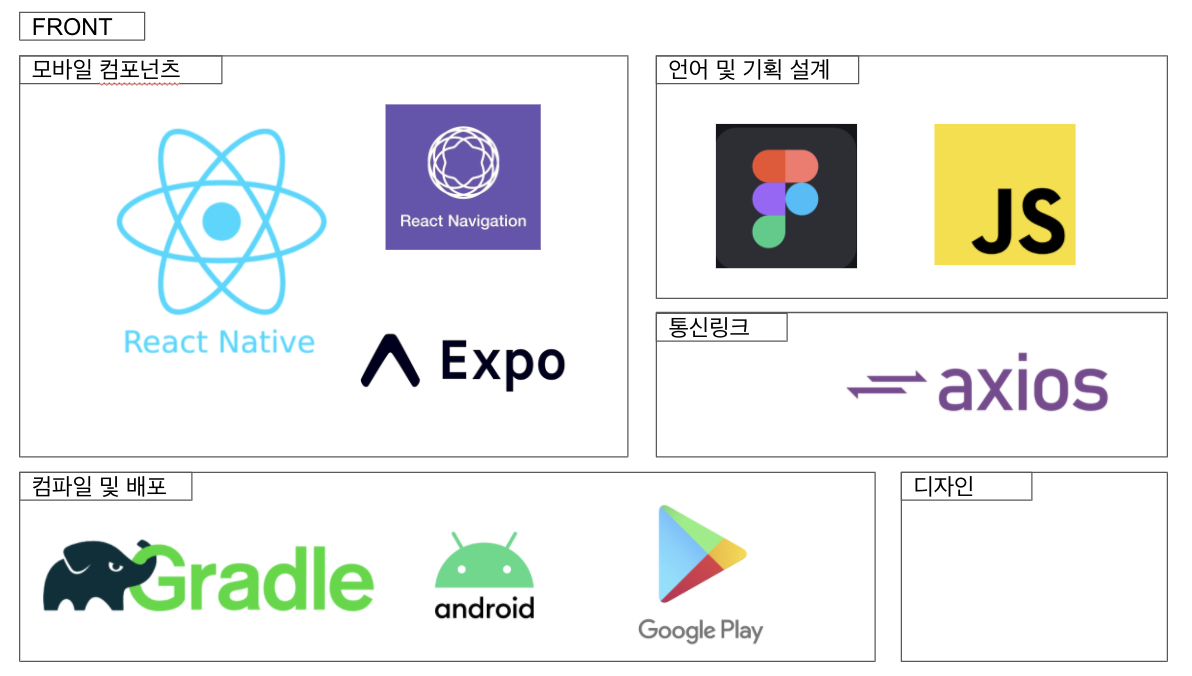 FRONT
모바일 컴포넌츠
React Native
React Navigation
Expo
언어 및 기획 설계
JS
통신링크
axios
컴파일 및 배포
Gradle
android
Google Play
디자인